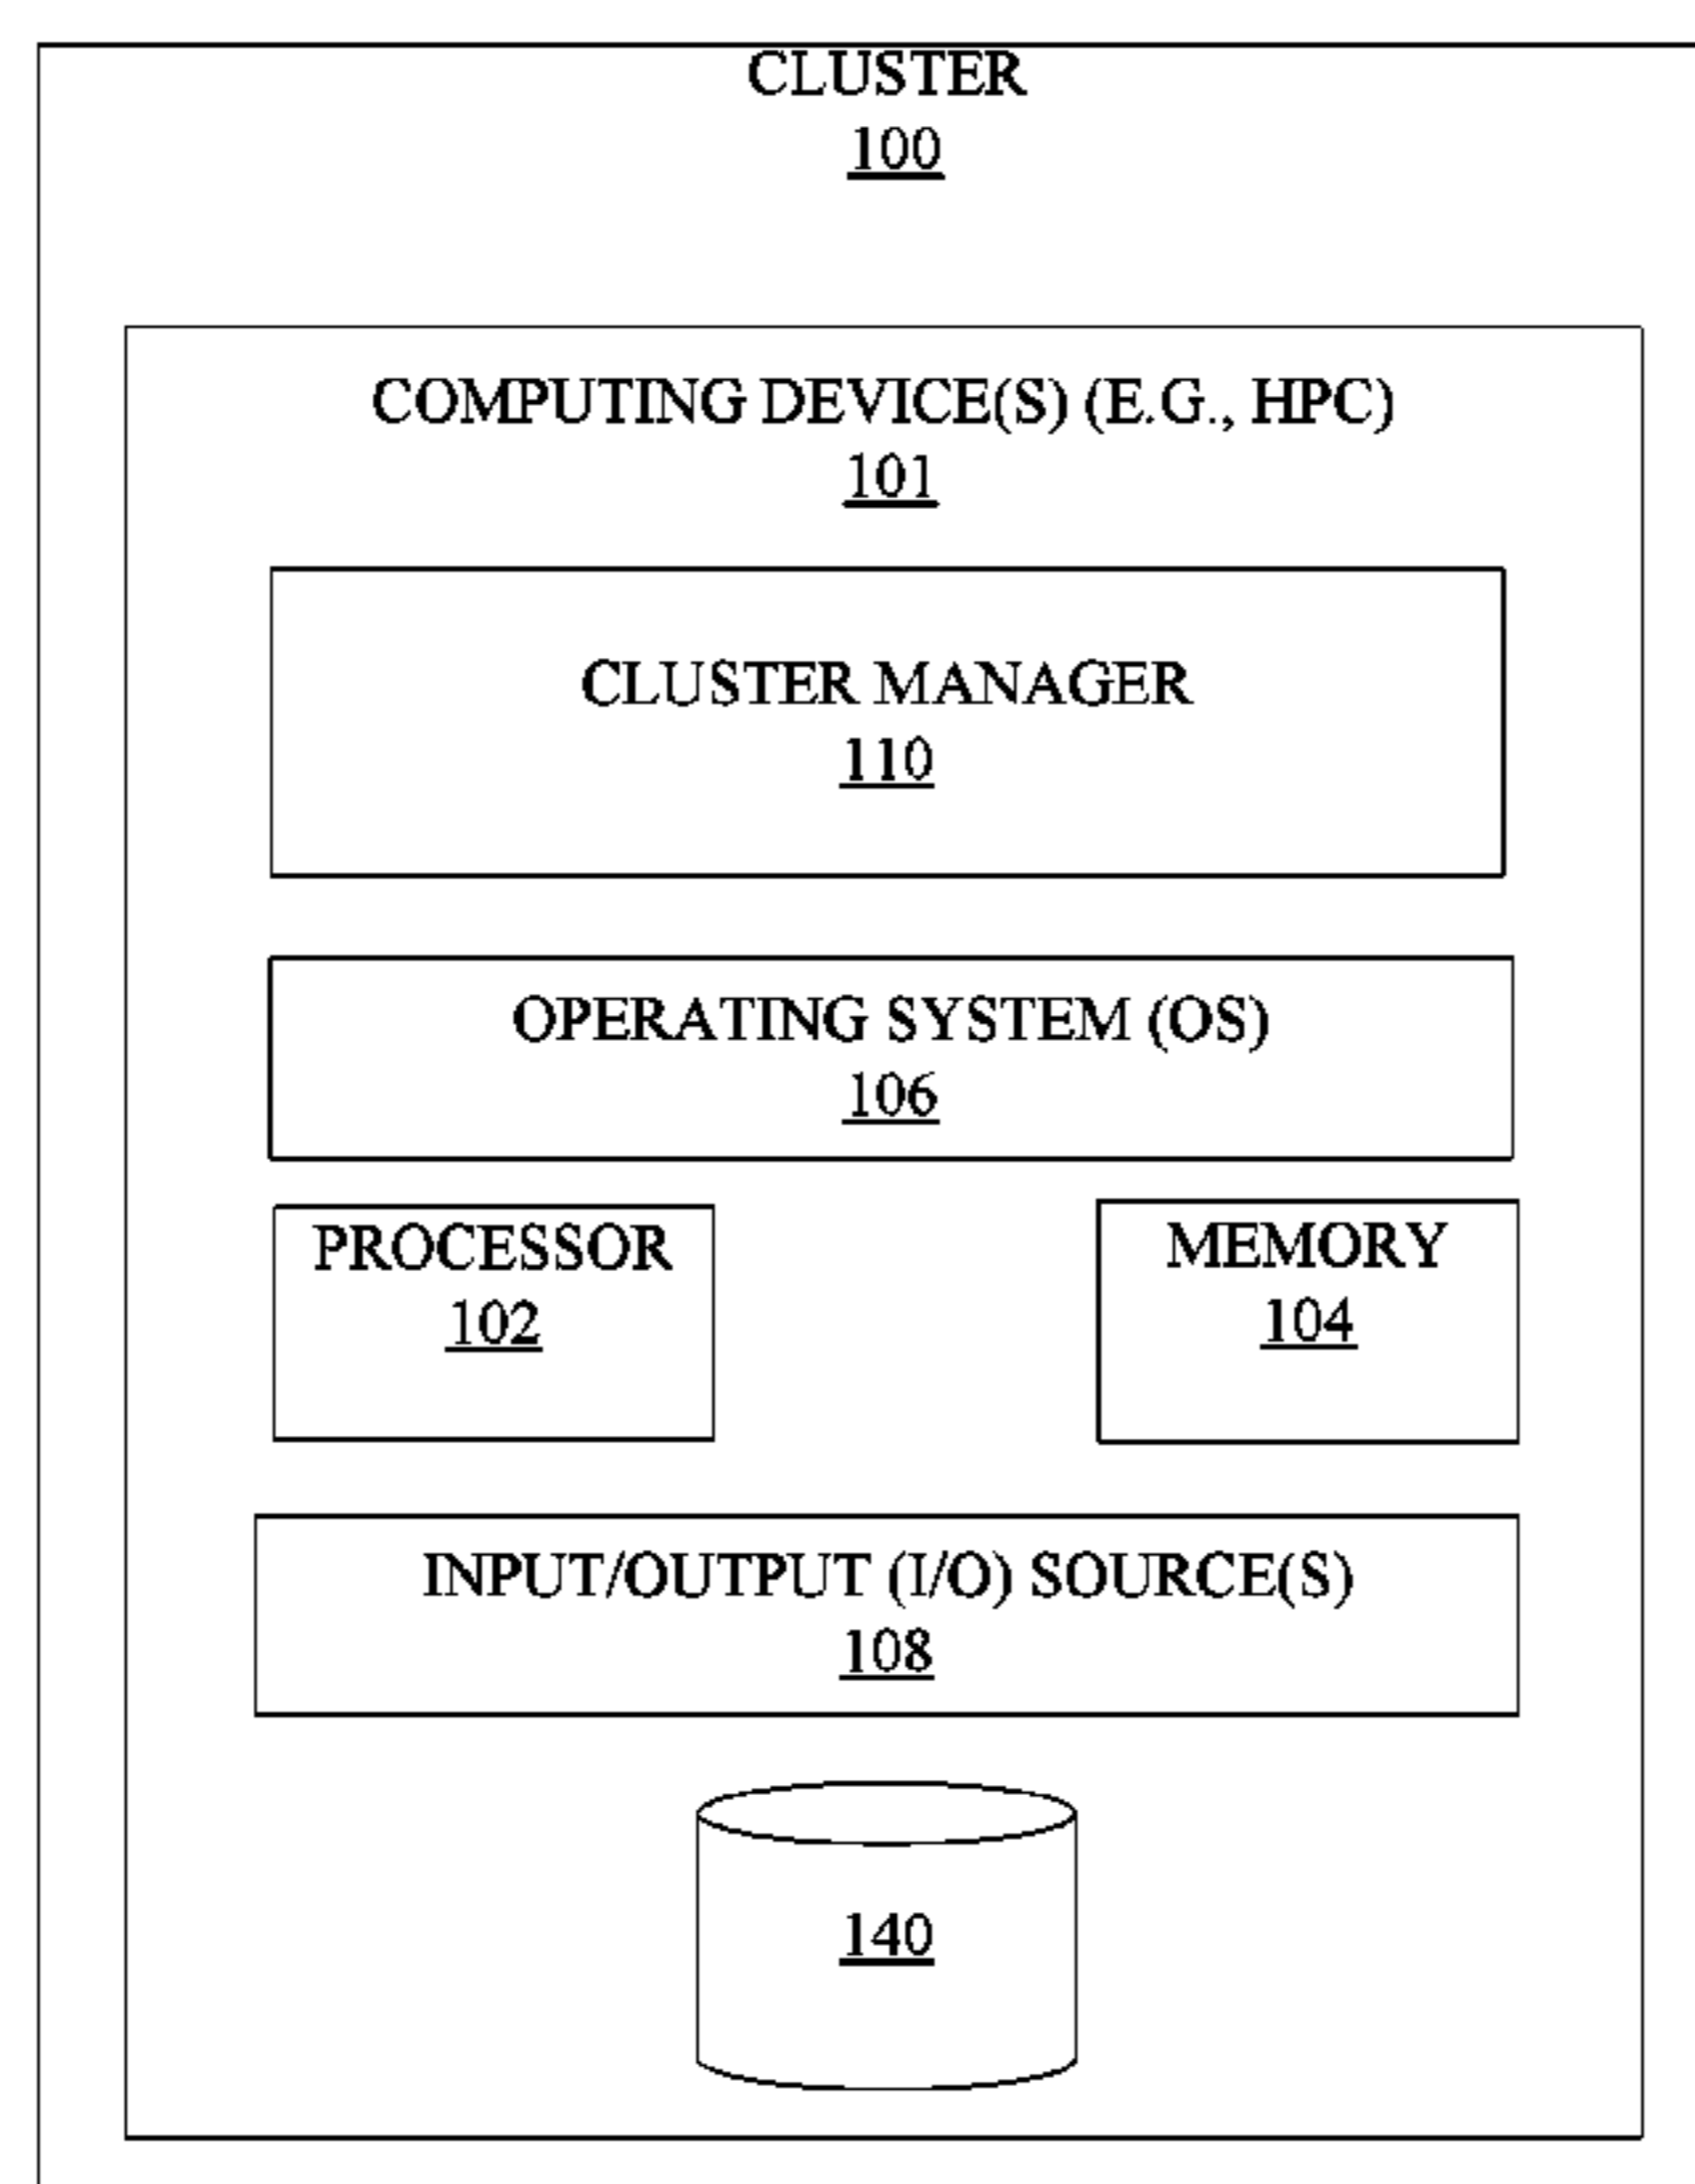 CLUSTER
100
COMPUTING DEVICE(S) (E.G., HPC)
101
CLUSTER MANAGER
110
OPERATING SYSTEM (OS)
106
PROCESSOR
102
MEMORY
104
INPUT/OUTPUT (I/O) SOURCE(S)
108
140